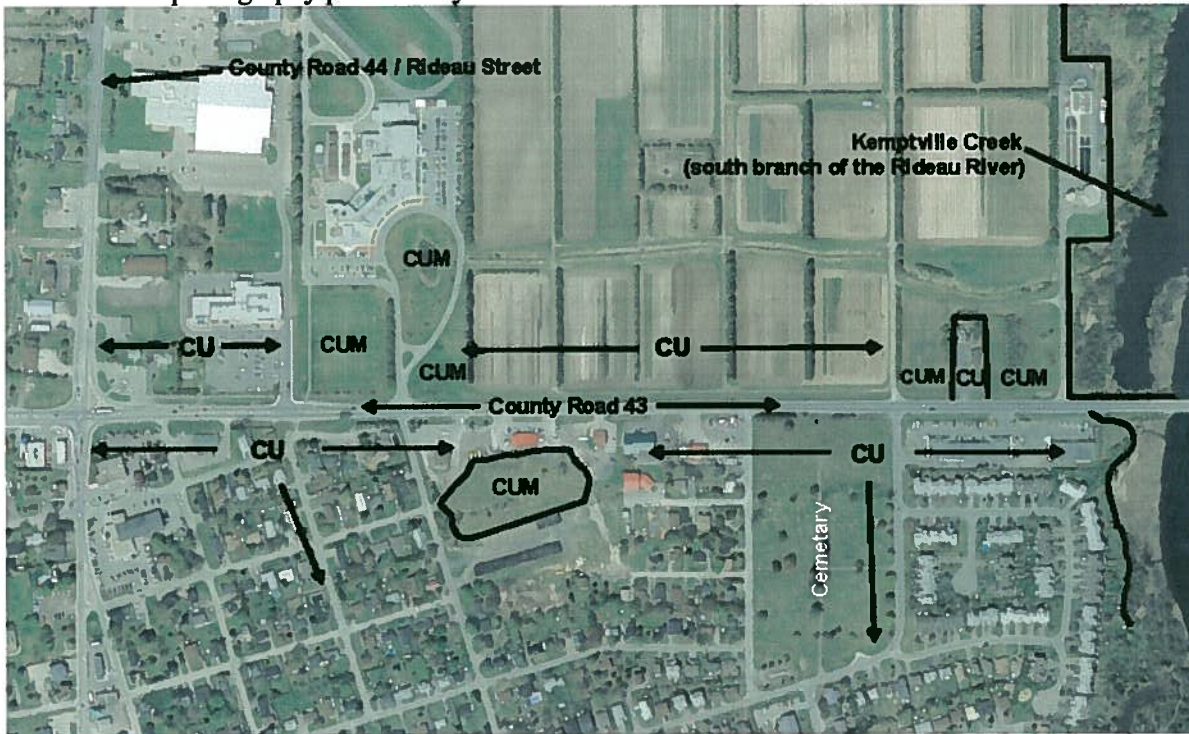 County Road 44 / Rideau Street
Kemptville Creek
(south branch of the Rideau River)
CUM
CU
CUM
CUM
CU
CUM
CU
CUM
County Road 43
CU
CUM
CU
Cemetary